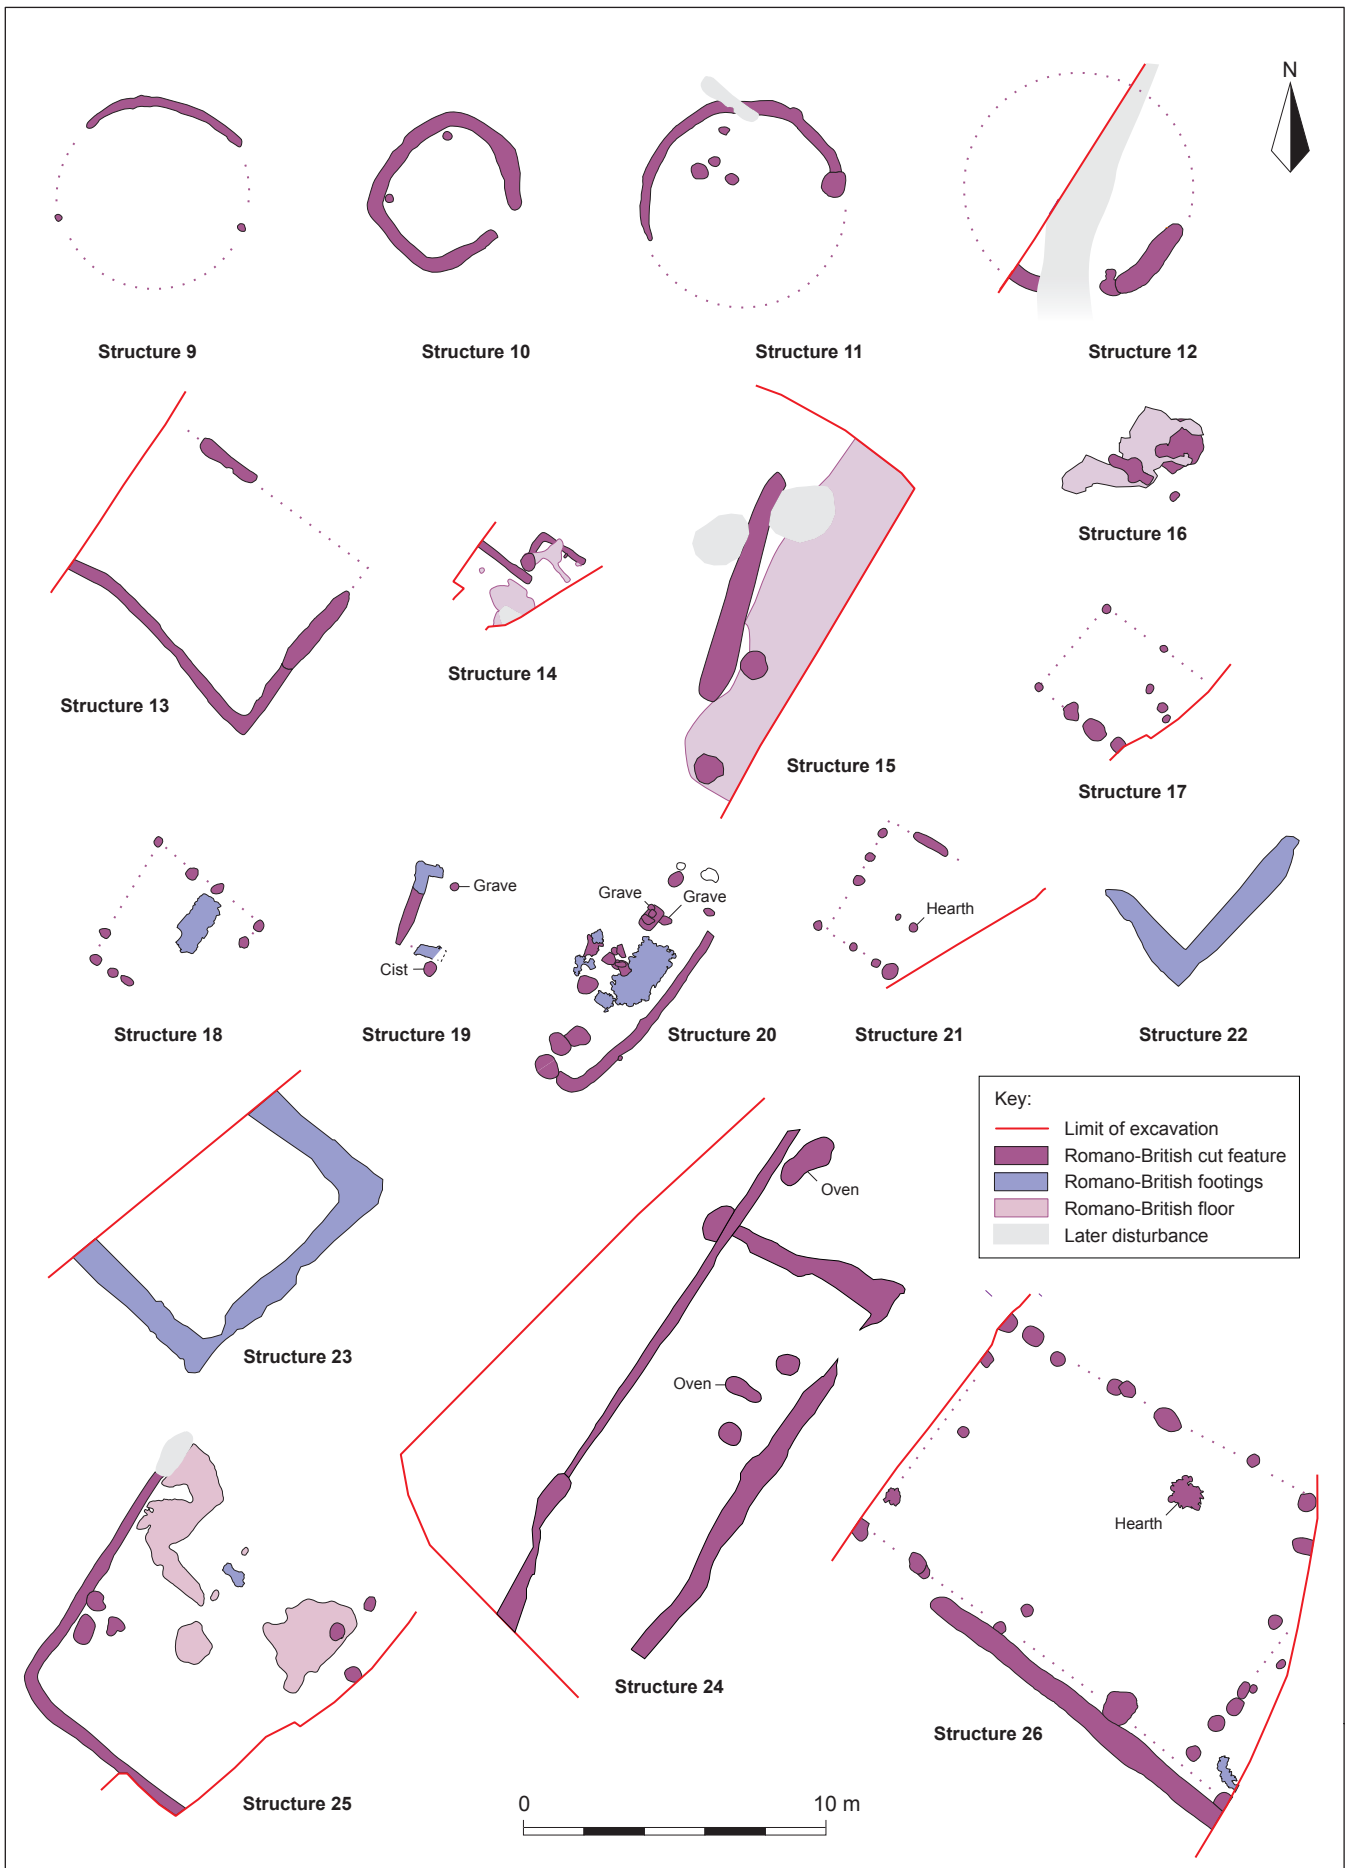 N
Structure 9
Structure 10
Structure 11
Structure 12
Structure 13
Structure 14
Structure 15
Structure 16
Structure 17
Grave
Cist
Grave
Grave
Hearth
Structure 18
Structure 19
Structure 20
Structure 21
Structure 22
Key:
Limit of excavation
Romano-British cut feature
Romano-British footings
Romano-British floor
Later disturbance
Oven
Oven
Structure 23
Hearth
Structure 24
Structure 26
Structure 25
0 10 m